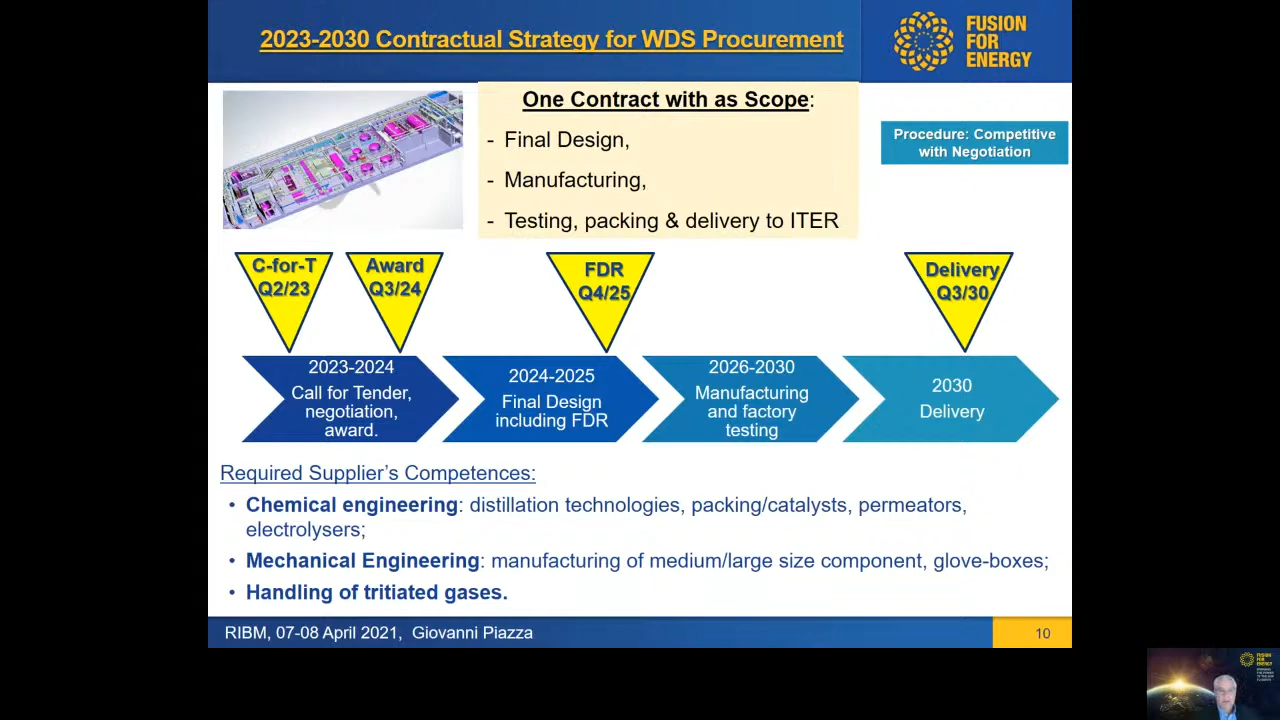 2023-2030 Contractual Strategy for WDS Procurement
FUSION
FOR
ENERGY
One Contract with as Scope:
- Final Design,
- Manufacturing,
- Testing, packing & delivery to ITER
Procedure: Competitive
with Negotiation
C-for-T
Q2/23
Award
Q3/24
FDR
Q4/25
Delivery
Q3/30
2023-2024
Call for Tender,
negotiation,
award.
2024-2025
Final Design
including FDR
2026-2030
Manufacturing
and factory
testing
2030
Delivery
Required Supplier's Competences:
• Chemical engineering: distillation technologies, packing/catalysts, permeators,
electrolysers;
• Mechanical Engineering: manufacturing of medium/large size component, glove-boxes;
• Handling of tritiated gases.
RIBM, 07-08 April 2021, Giovanni Piazza
10
FUSION
FOR
ENERGY